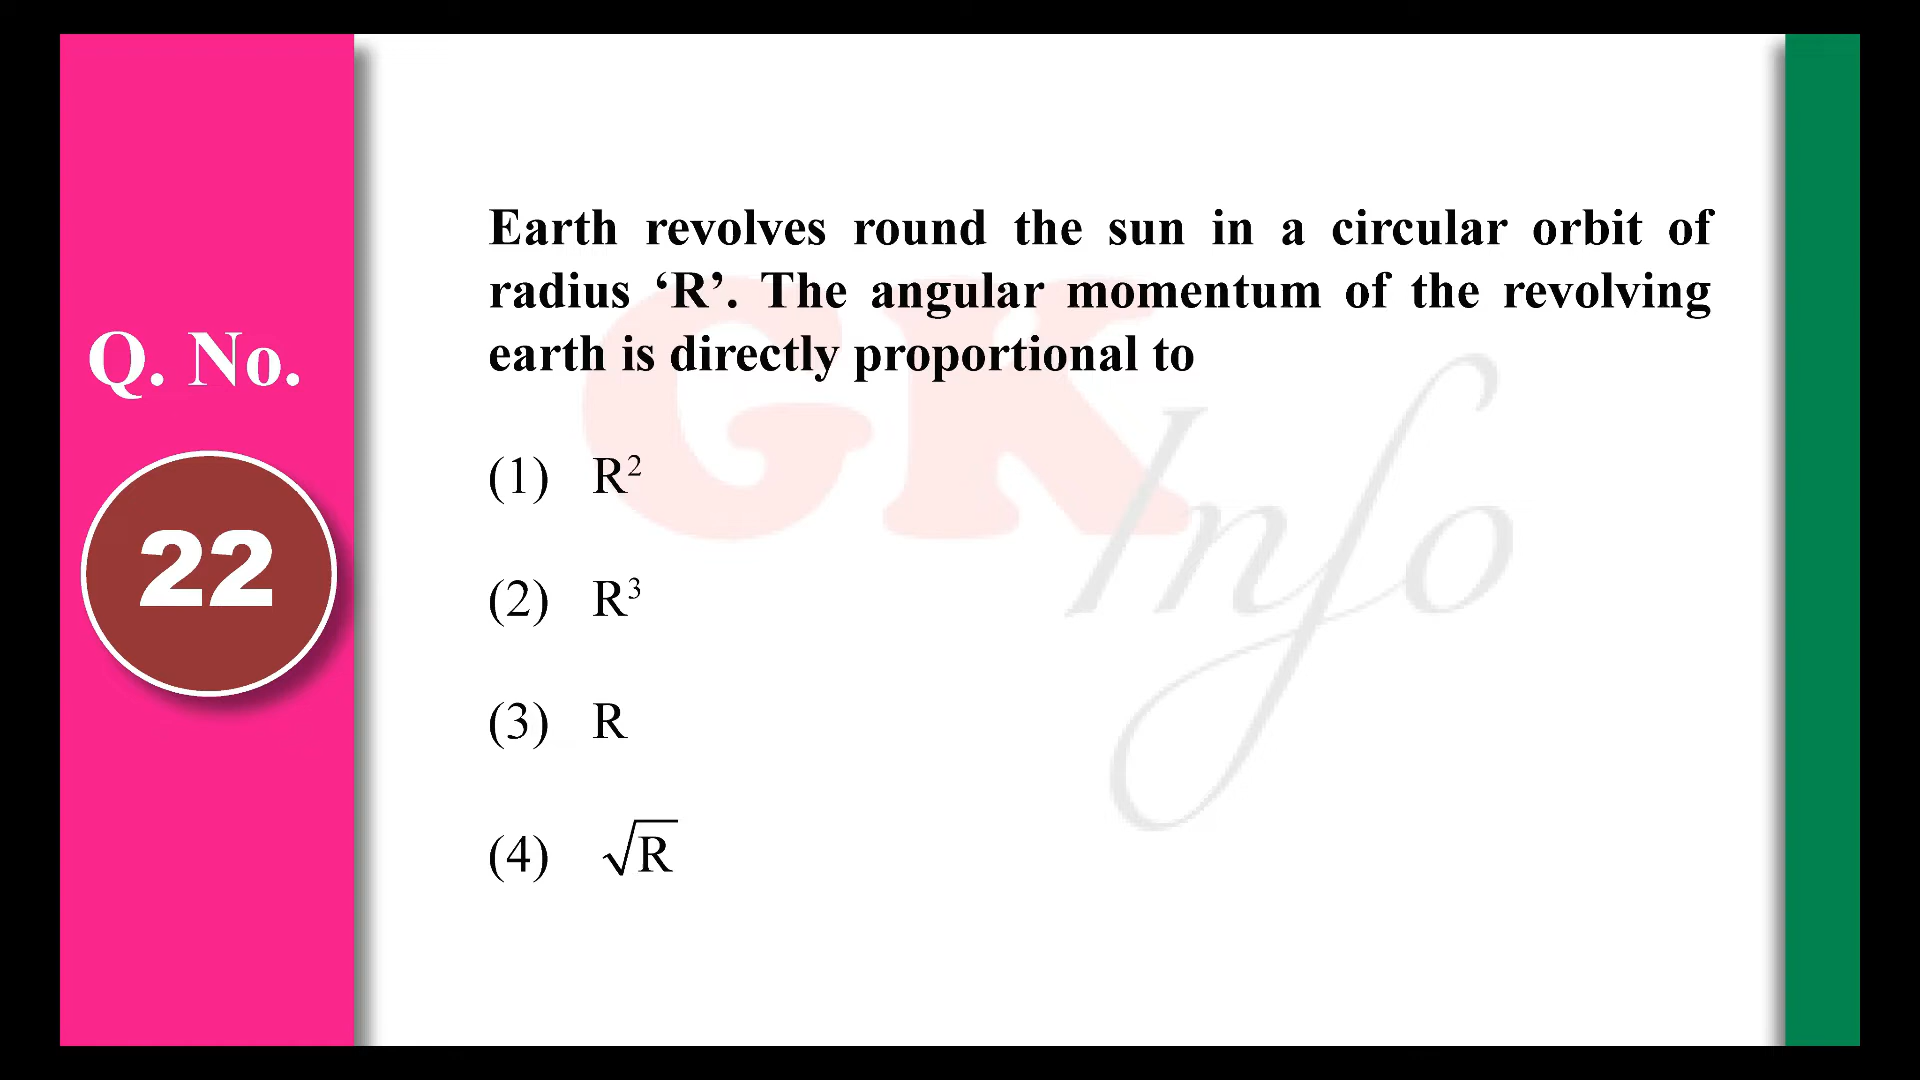 Q. No.
22
Earth revolves round the sun in a circular orbit of
radius ‘R’. The angular momentum of the revolving
earth is directly proportional to
(1) R²
(2) R³
(3) R
(4) √R
GK
Info